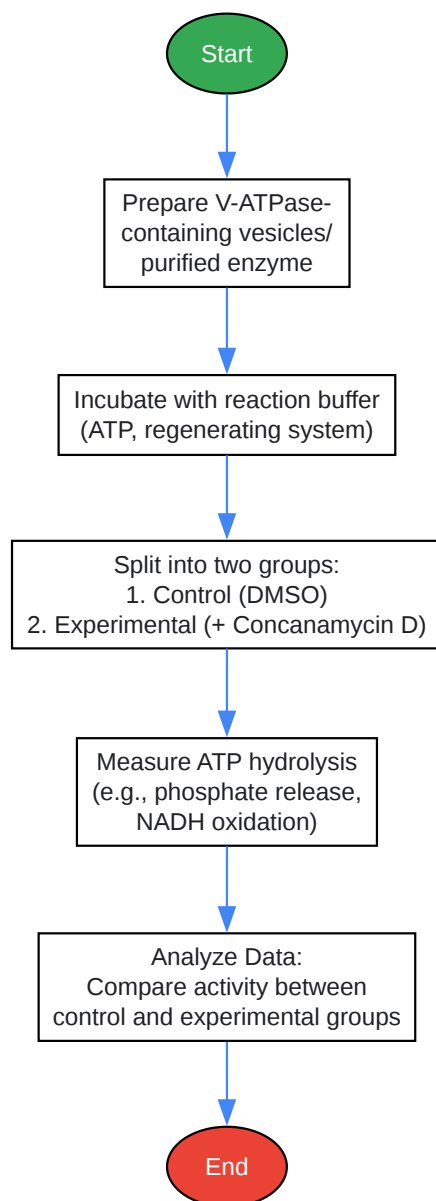 Start
Prepare V-ATPase-
containing vesicles/
purified enzyme
Incubate with reaction buffer
(ATP, regenerating system)
Split into two groups:
1. Control (DMSO)
2. Experimental (+ Concanamycin D)
Measure ATP hydrolysis
(e.g., phosphate release,
NADH oxidation)
Analyze Data:
Compare activity between
control and experimental groups
End